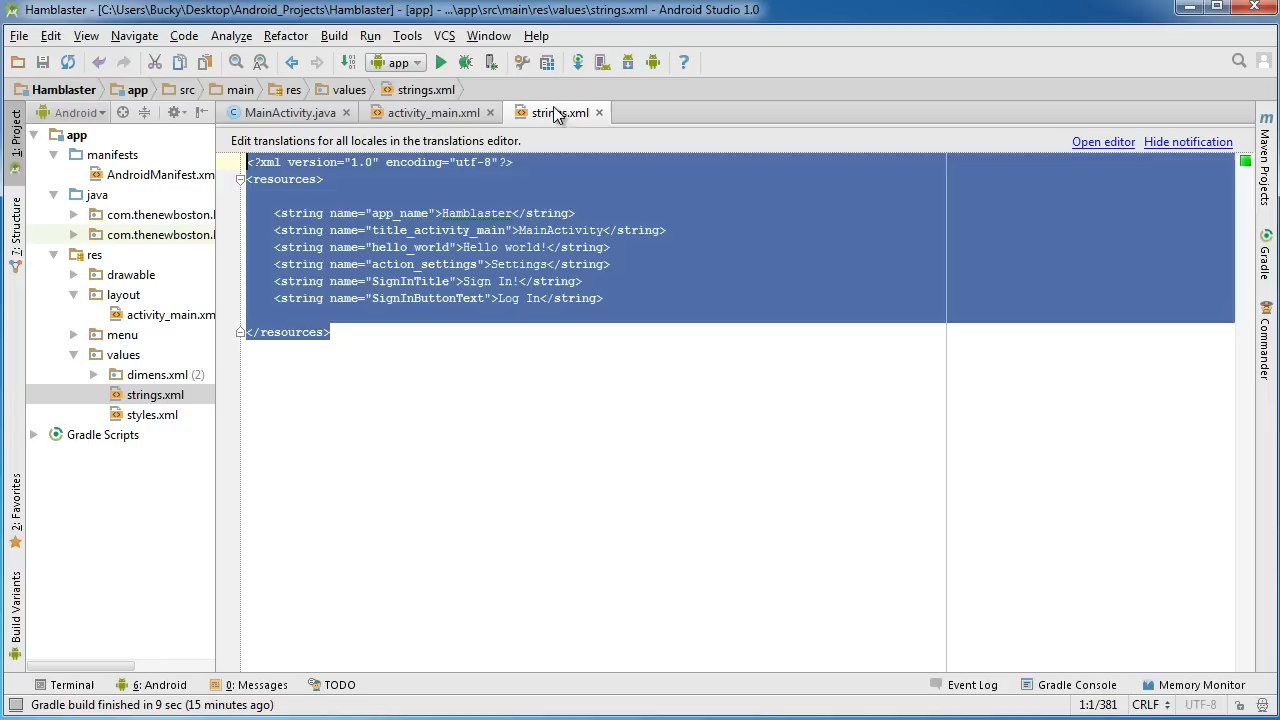 Hamblaster - [C:\Users\Bucky\Desktop\Android_Projects\Hamblaster] - [app] - ...\app\src\main\res\values\strings.xml - Android Studio 1.0
File Edit View Navigate Code Analyze Refactor Build Run Tools VCS Window Help
app
Hamblaster app src main res values strings.xml
1: Project
Android
MainActivity.java activity_main.xml strings.xml
Edit translations for all locales in the translations editor. Open editor Hide notification
app
manifests
AndroidManifest.xm
java
com.thenewboston.
com.thenewboston.
res
drawable
layout
activity_main.xm
menu
values
dimens.xml (2)
strings.xml
styles.xml
Gradle Scripts
<?xml version="1.0" encoding="utf-8"?>
<resources>
<string name="app_name">Hamblaster</string>
<string name="title_activity_main">MainActivity</string>
<string name="hello_world">Hello world!</string>
<string name="action_settings">Settings</string>
<string name="SignInTitle">Sign In!</string>
<string name="SignInButtonText">Log In</string>
</resources>
7: Structure
2: Favorites
Build Variants
Maven Projects
Gradle
Commander
Terminal 6: Android 0: Messages TODO Event Log Gradle Console Memory Monitor
Gradle build finished in 9 sec (15 minutes ago) 1:1/381 CRLF UTF-8